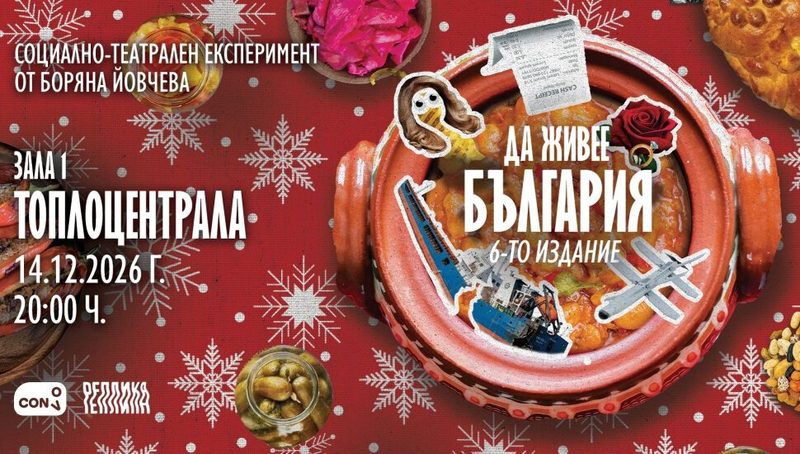 СОЦИАЛНО-ТЕАТРАЛЕН ЕКСПЕРИМЕНТ
ОТ БОРЯНА ЙОВЧЕВА
ЗАЛА 1
ТОПЛОЦЕНТРАЛА
14.12.2026 Г.
20:00 Ч.
CASH RECEIPT
ДА ЖИВЕЕ
БЪЛГАРИЯ
6-ТО ИЗДАНИЕ
CON
РЕПЛИКА